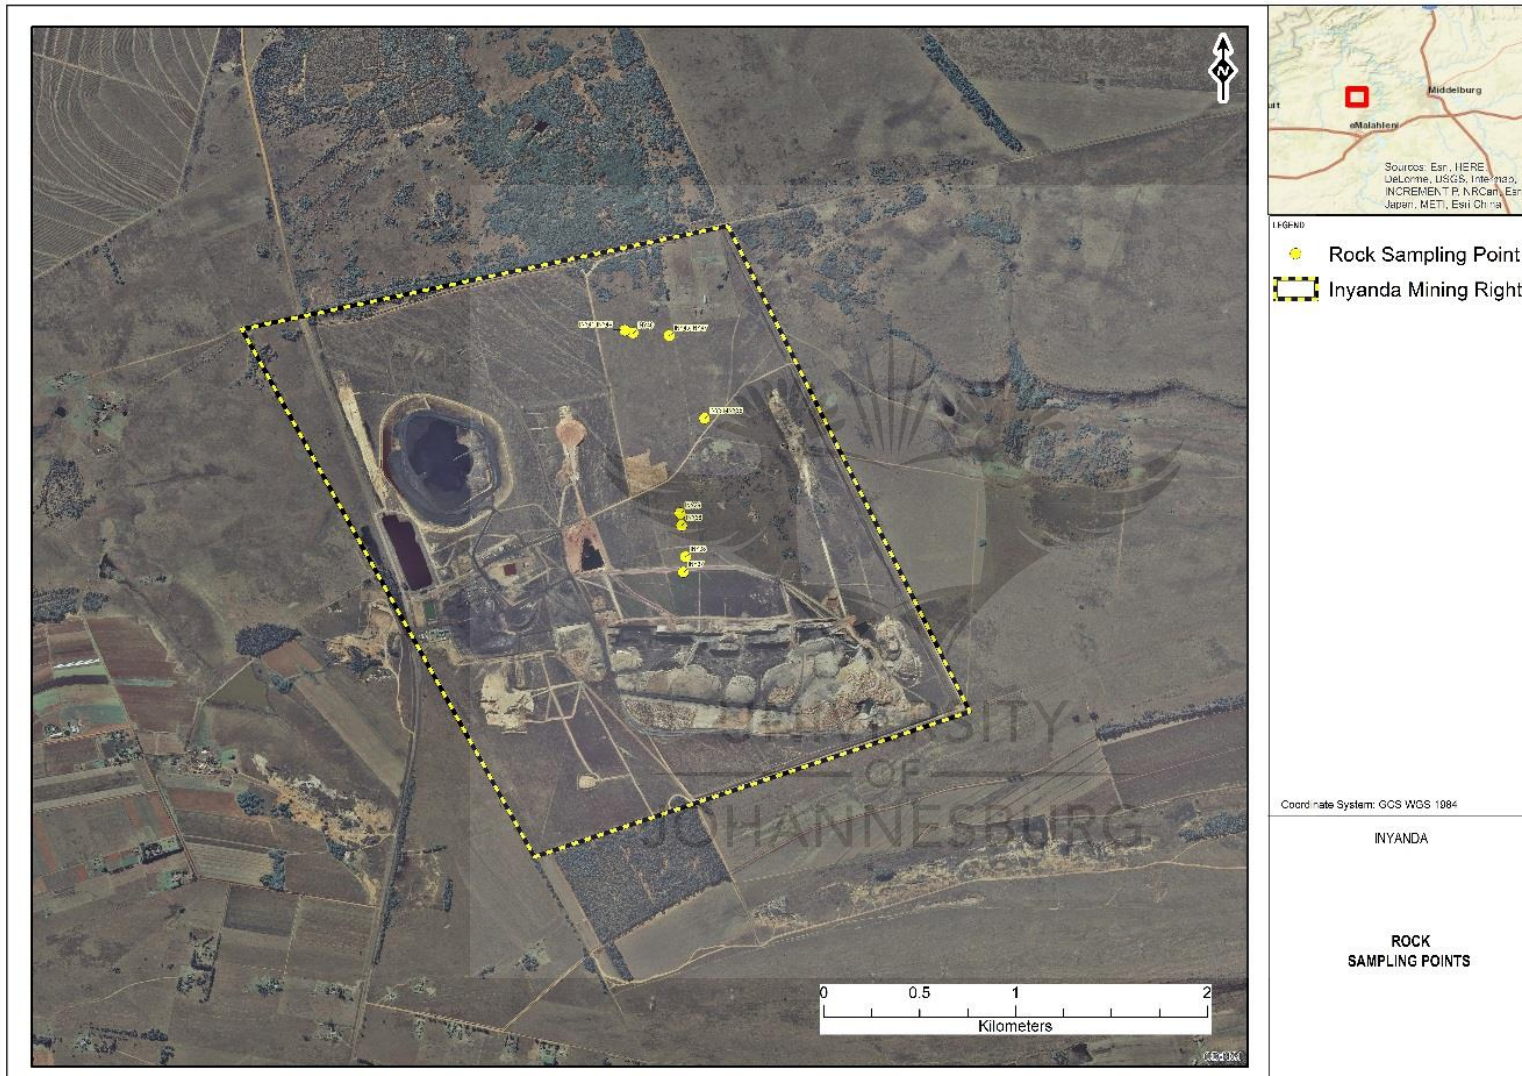 N
Middelburg
uit
eMalahleni
Sources: Esri, HERE,
DeLorme, USGS, Intermap,
INCREMENT P, NRCan, Esri
Japan, METI, Esri China
LEGEND
Rock Sampling Point
Inyanda Mining Right
UNIVERSITY
OF
JOHANNESBURG
Coordinate System: GCS WGS 1984
INYANDA
ROCK
SAMPLING POINTS
0 0.5 1 2
Kilometers